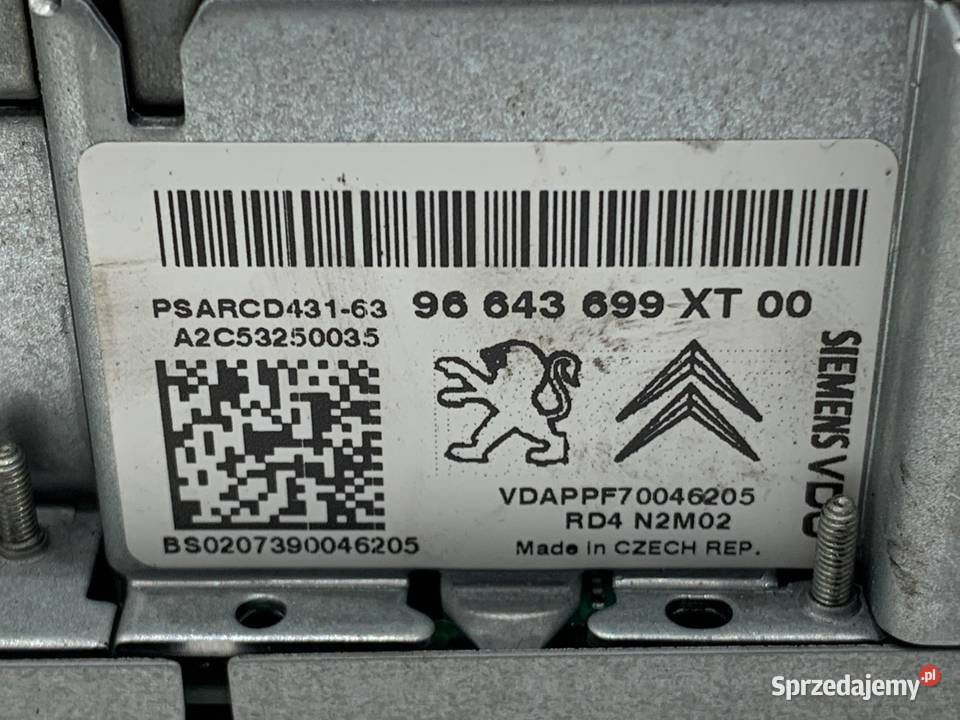 PSARCD431-63
96 643 699 XT 00
A2C53250035
SIEMENS VDO
VDAPPF70046205
RD4 N2M02
BS0207390046205
Made in CZECH REP.
Sprzedajemy.pl